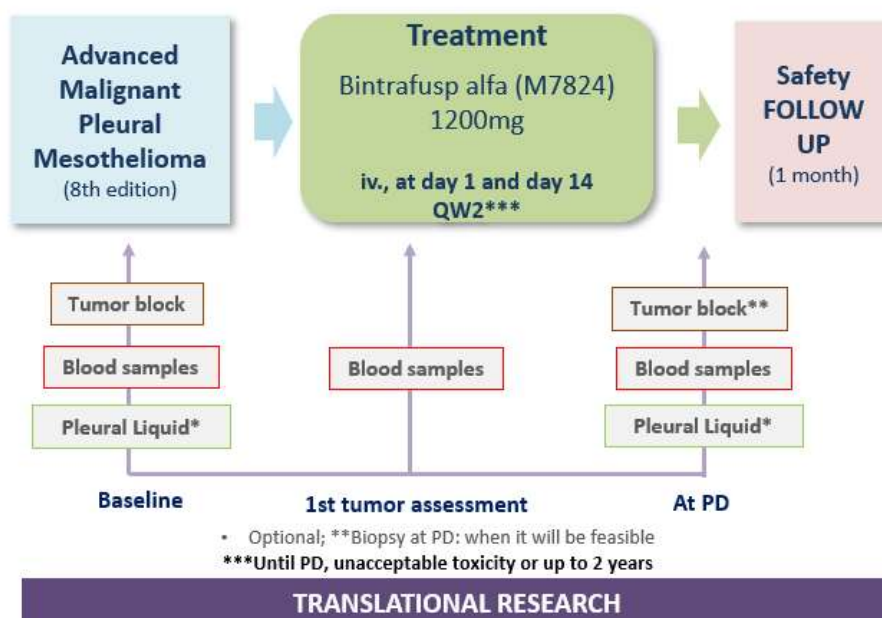 Advanced
Malignant
Pleural
Mesothelioma
(8th edition)
Treatment
Bintrafusp alfa (M7824)
1200mg
iv., at day 1 and day 14
QW2***
Safety
FOLLOW
UP
(1 month)
Tumor block
Blood samples
Pleural Liquid*
Blood samples
Tumor block**
Blood samples
Pleural Liquid*
Baseline
1st tumor assessment
At PD
• Optional; **Biopsy at PD: when it will be feasible
***Until PD, unacceptable toxicity or up to 2 years
TRANSLATIONAL RESEARCH